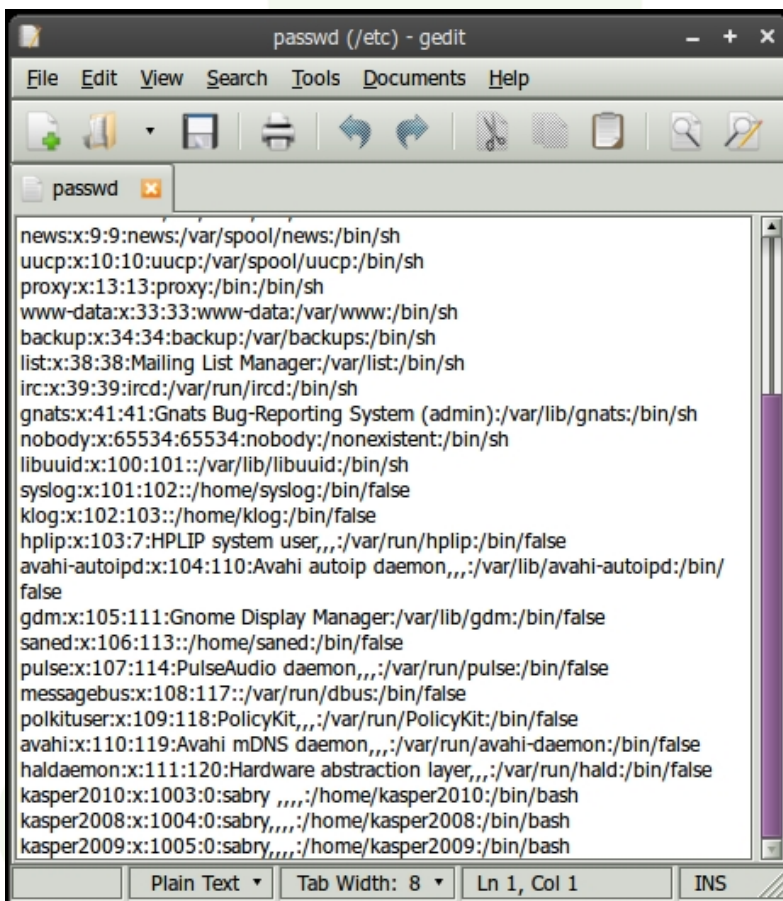 passwd (/etc) - gedit
File Edit View Search Tools Documents Help
passwd
news:x:9:9:news:/var/spool/news:/bin/sh
uucp:x:10:10:uucp:/var/spool/uucp:/bin/sh
proxy:x:13:13:proxy:/bin:/bin/sh
www-data:x:33:33:www-data:/var/www:/bin/sh
backup:x:34:34:backup:/var/backups:/bin/sh
list:x:38:38:Mailing List Manager:/var/list:/bin/sh
irc:x:39:39:ircd:/var/run/ircd:/bin/sh
gnats:x:41:41:Gnats Bug-Reporting System (admin):/var/lib/gnats:/bin/sh
nobody:x:65534:65534:nobody:/nonexistent:/bin/sh
libuuid:x:100:101::/var/lib/libuuid:/bin/sh
syslog:x:101:102::/home/syslog:/bin/false
klog:x:102:103::/home/klog:/bin/false
hplip:x:103:7:HPLIP system user,,,:/var/run/hplip:/bin/false
avahi-autoipd:x:104:110:Avahi autoip daemon,,,:/var/lib/avahi-autoipd:/bin/
false
gdm:x:105:111:Gnome Display Manager:/var/lib/gdm:/bin/false
saned:x:106:113::/home/saned:/bin/false
pulse:x:107:114:PulseAudio daemon,,,:/var/run/pulse:/bin/false
messagebus:x:108:117::/var/run/dbus:/bin/false
polkituser:x:109:118:PolicyKit,,,:/var/run/PolicyKit:/bin/false
avahi:x:110:119:Avahi mDNS daemon,,,:/var/run/avahi-daemon:/bin/false
haldaemon:x:111:120:Hardware abstraction layer,,,:/var/run/hald:/bin/false
kasper2010:x:1003:0:sabry ,,,,:/home/kasper2010:/bin/bash
kasper2008:x:1004:0:sabry,,,,:/home/kasper2008:/bin/bash
kasper2009:x:1005:0:sabry,,,,:/home/kasper2009:/bin/bash
Plain Text Tab Width: 8 Ln 1, Col 1 INS